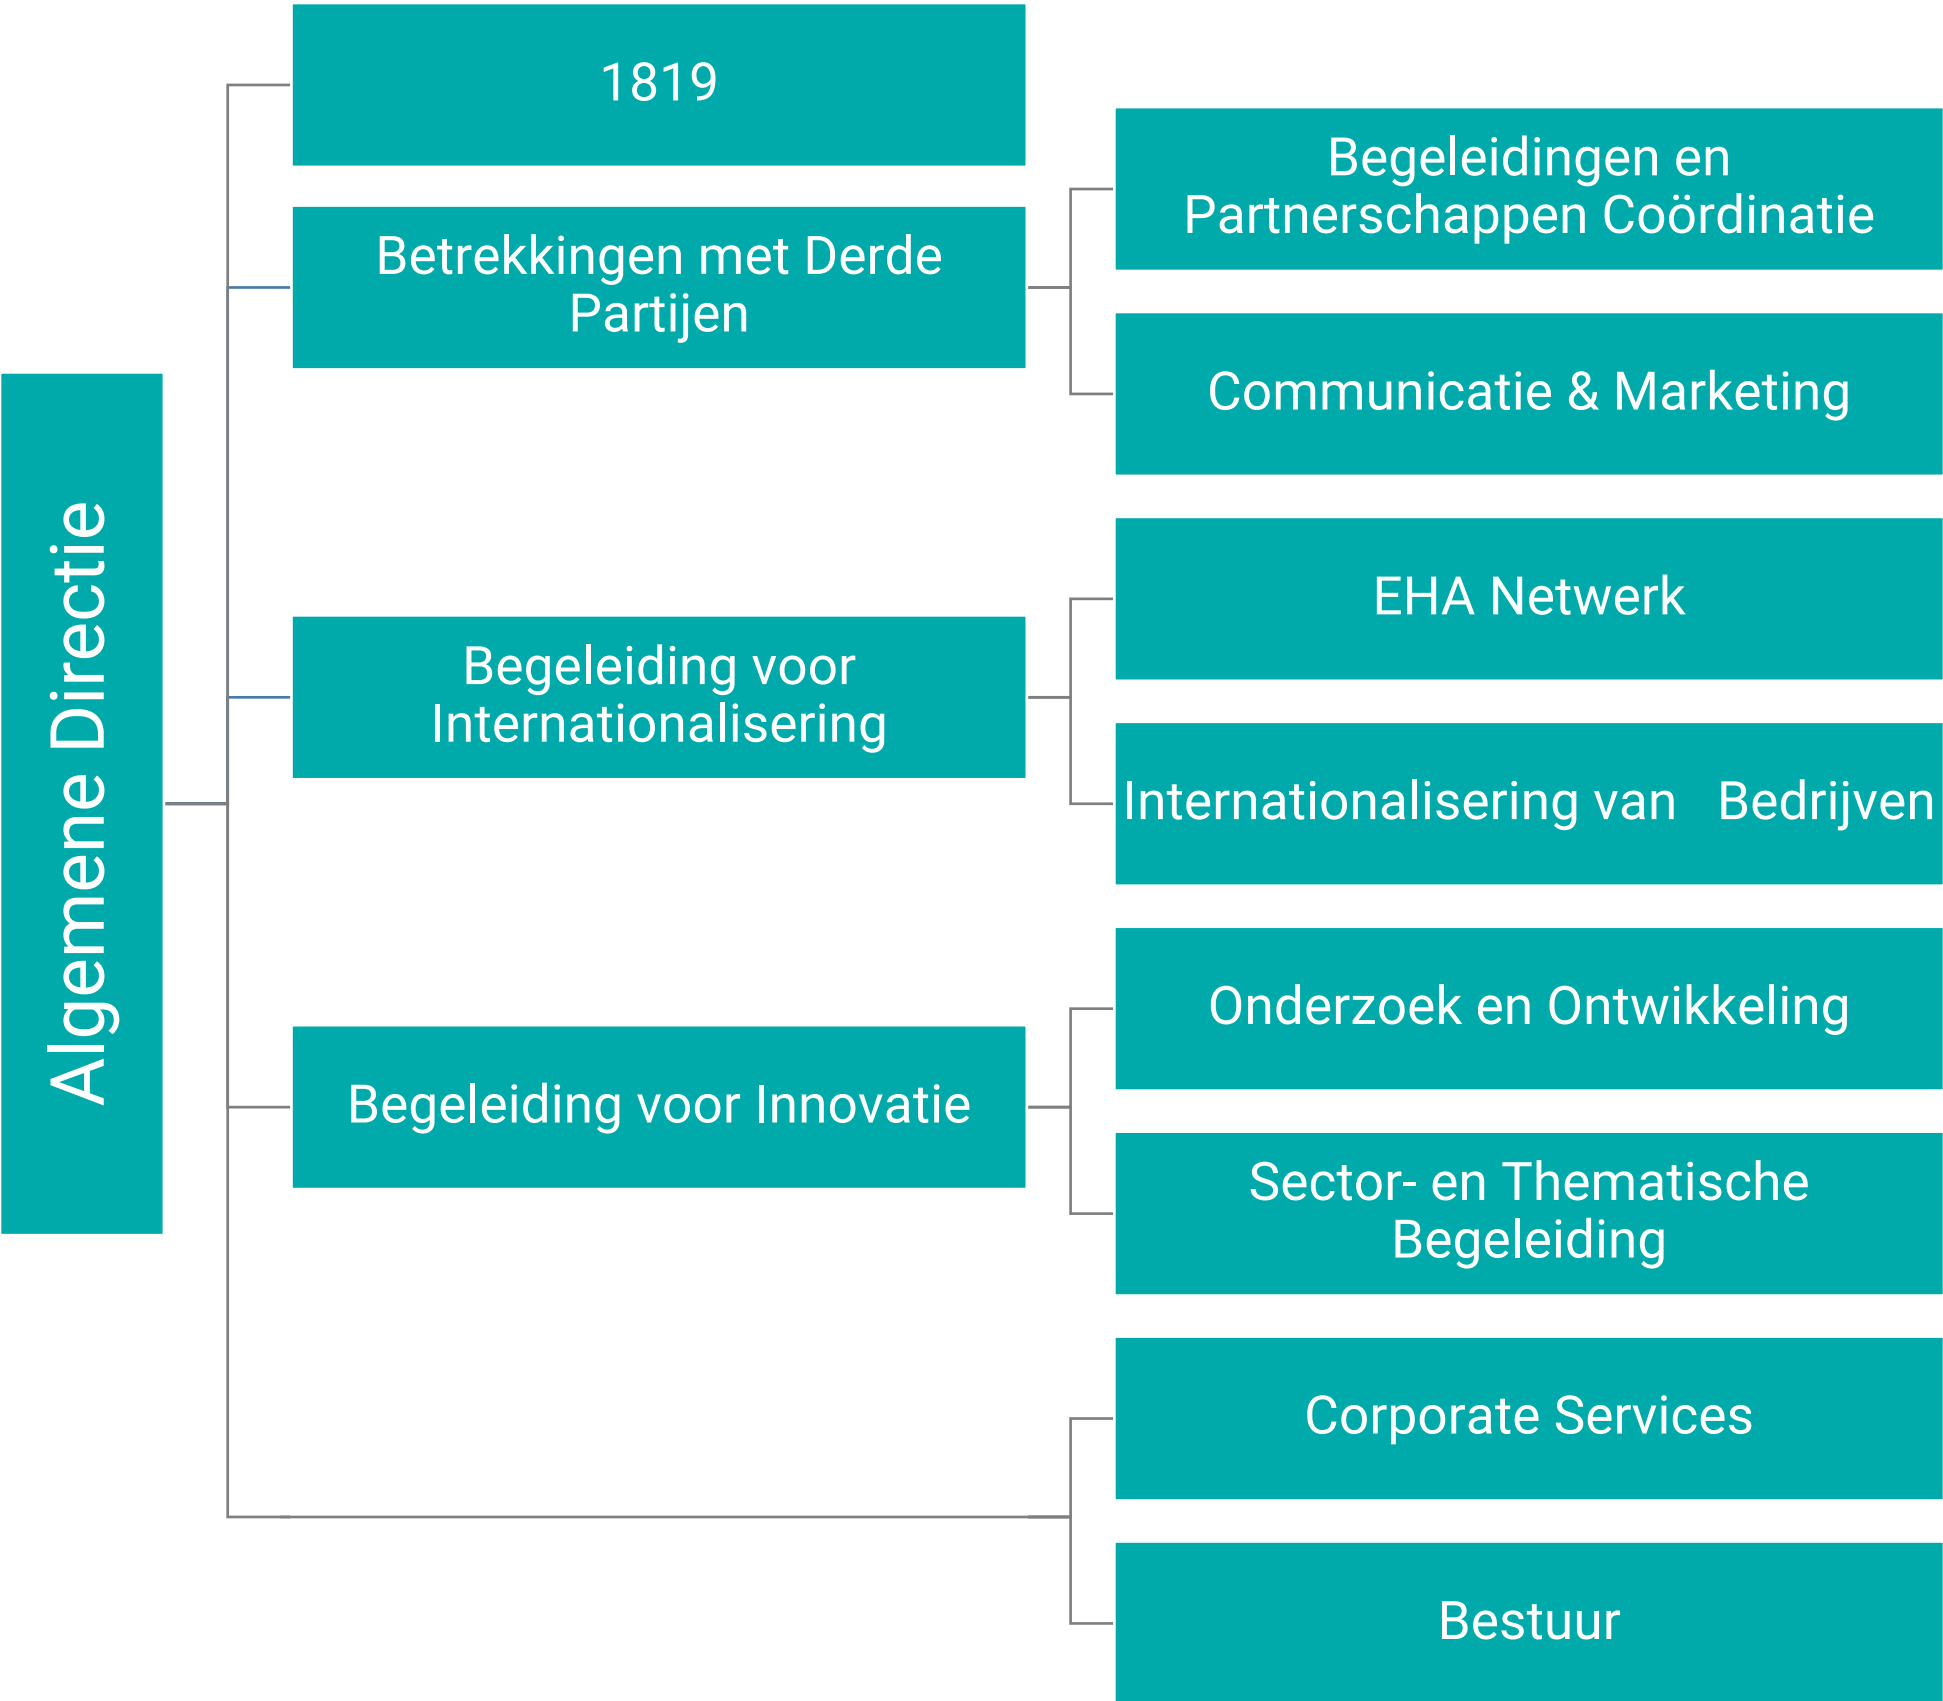 Algemene Directie
1819
Betrekkingen met Derde
Partijen
Begeleidingen en
Partnerschappen Coördinatie
Communicatie & Marketing
Begeleiding voor
Internationalisering
EHA Netwerk
Internationalisering van Bedrijven
Begeleiding voor Innovatie
Onderzoek en Ontwikkeling
Sector- en Thematische
Begeleiding
Corporate Services
Bestuur